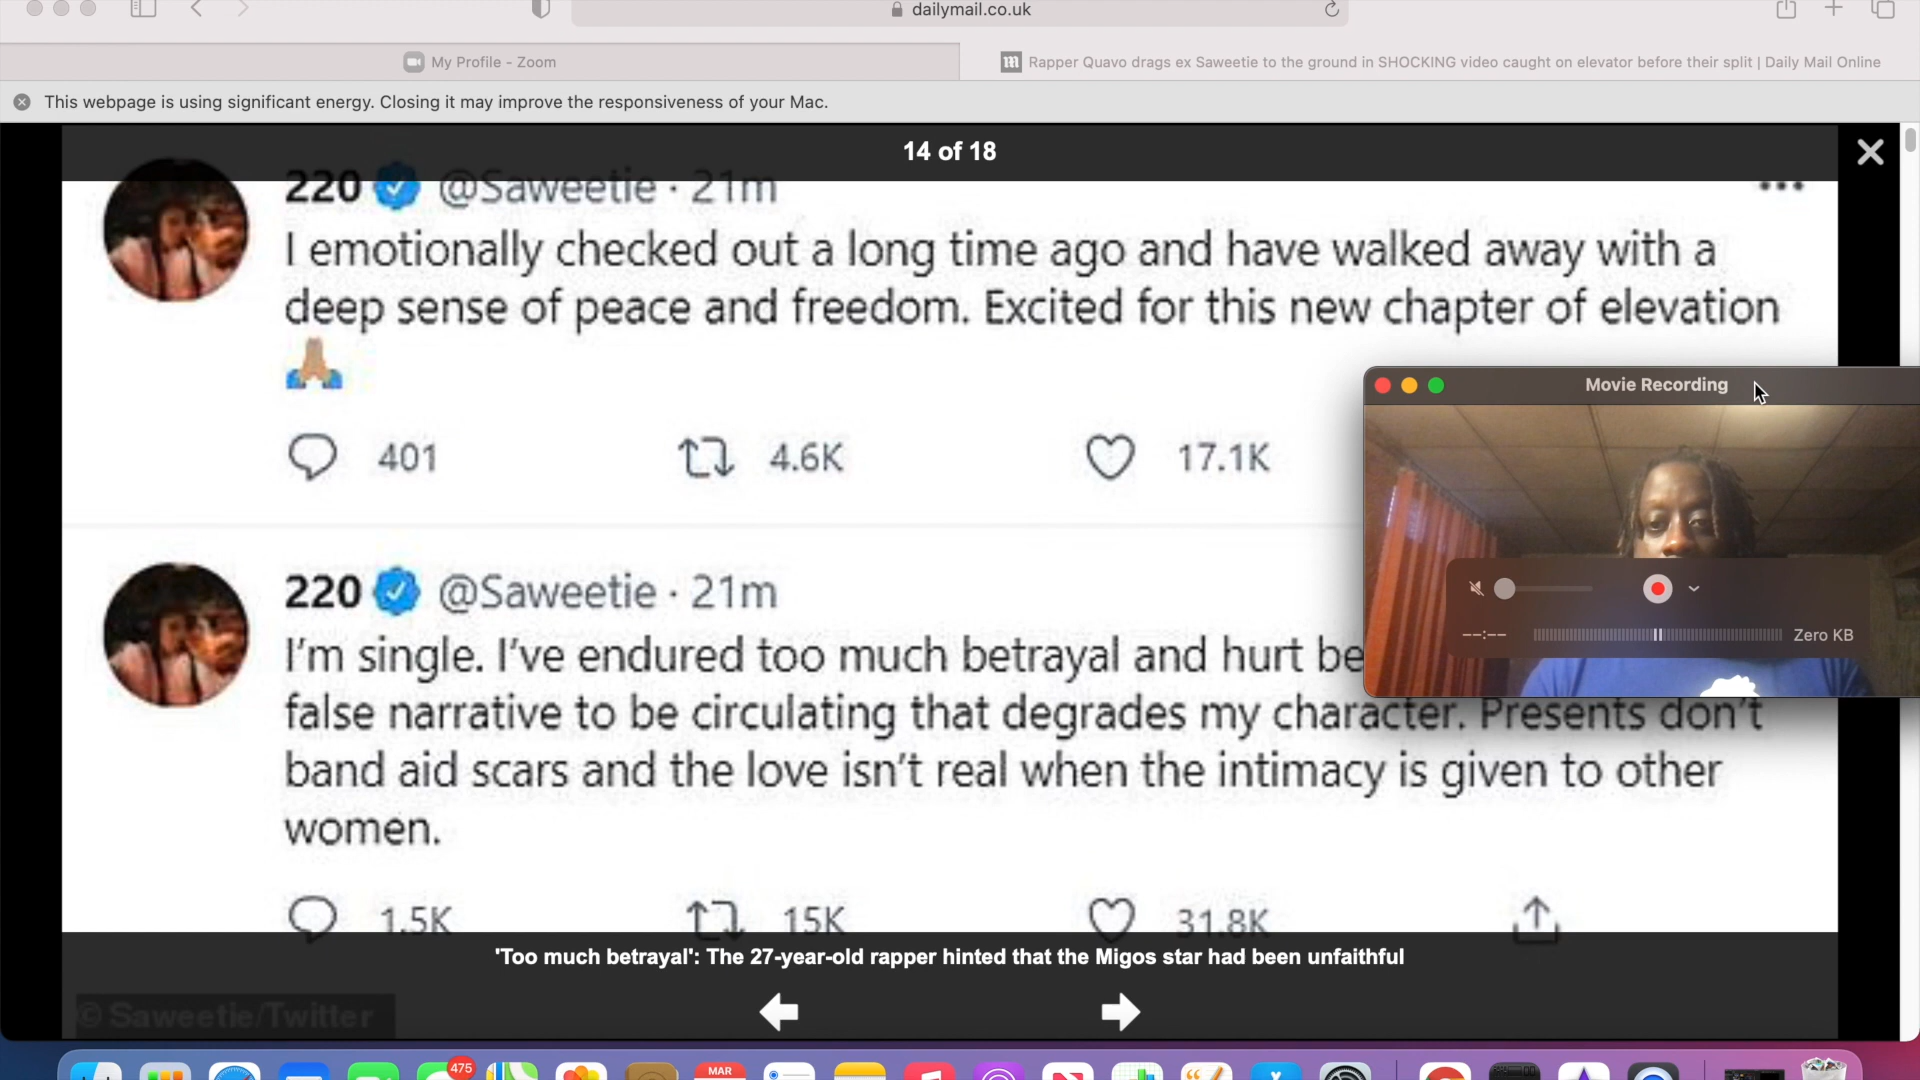 dailymail.co.uk
My Profile - Zoom
Rapper Quavo drags ex Saweetie to the ground in SHOCKING video caught on elevator before their split | Daily Mail Online
This webpage is using significant energy. Closing it may improve the responsiveness of your Mac.
14 of 18
220 @Saweetie · 21m
I emotionally checked out a long time ago and have walked away with a
deep sense of peace and freedom. Excited for this new chapter of elevation
🙏🏽
401 4.6K 17.1K
Movie Recording
--:-- Zero KB
220 @Saweetie · 21m
I'm single. I've endured too much betrayal and hurt be
false narrative to be circulating that degrades my character. Presents don't
band aid scars and the love isn't real when the intimacy is given to other
women.
1.5K 15K 31.8K
'Too much betrayal': The 27-year-old rapper hinted that the Migos star had been unfaithful
© Saweetie/Twitter
475
MAR